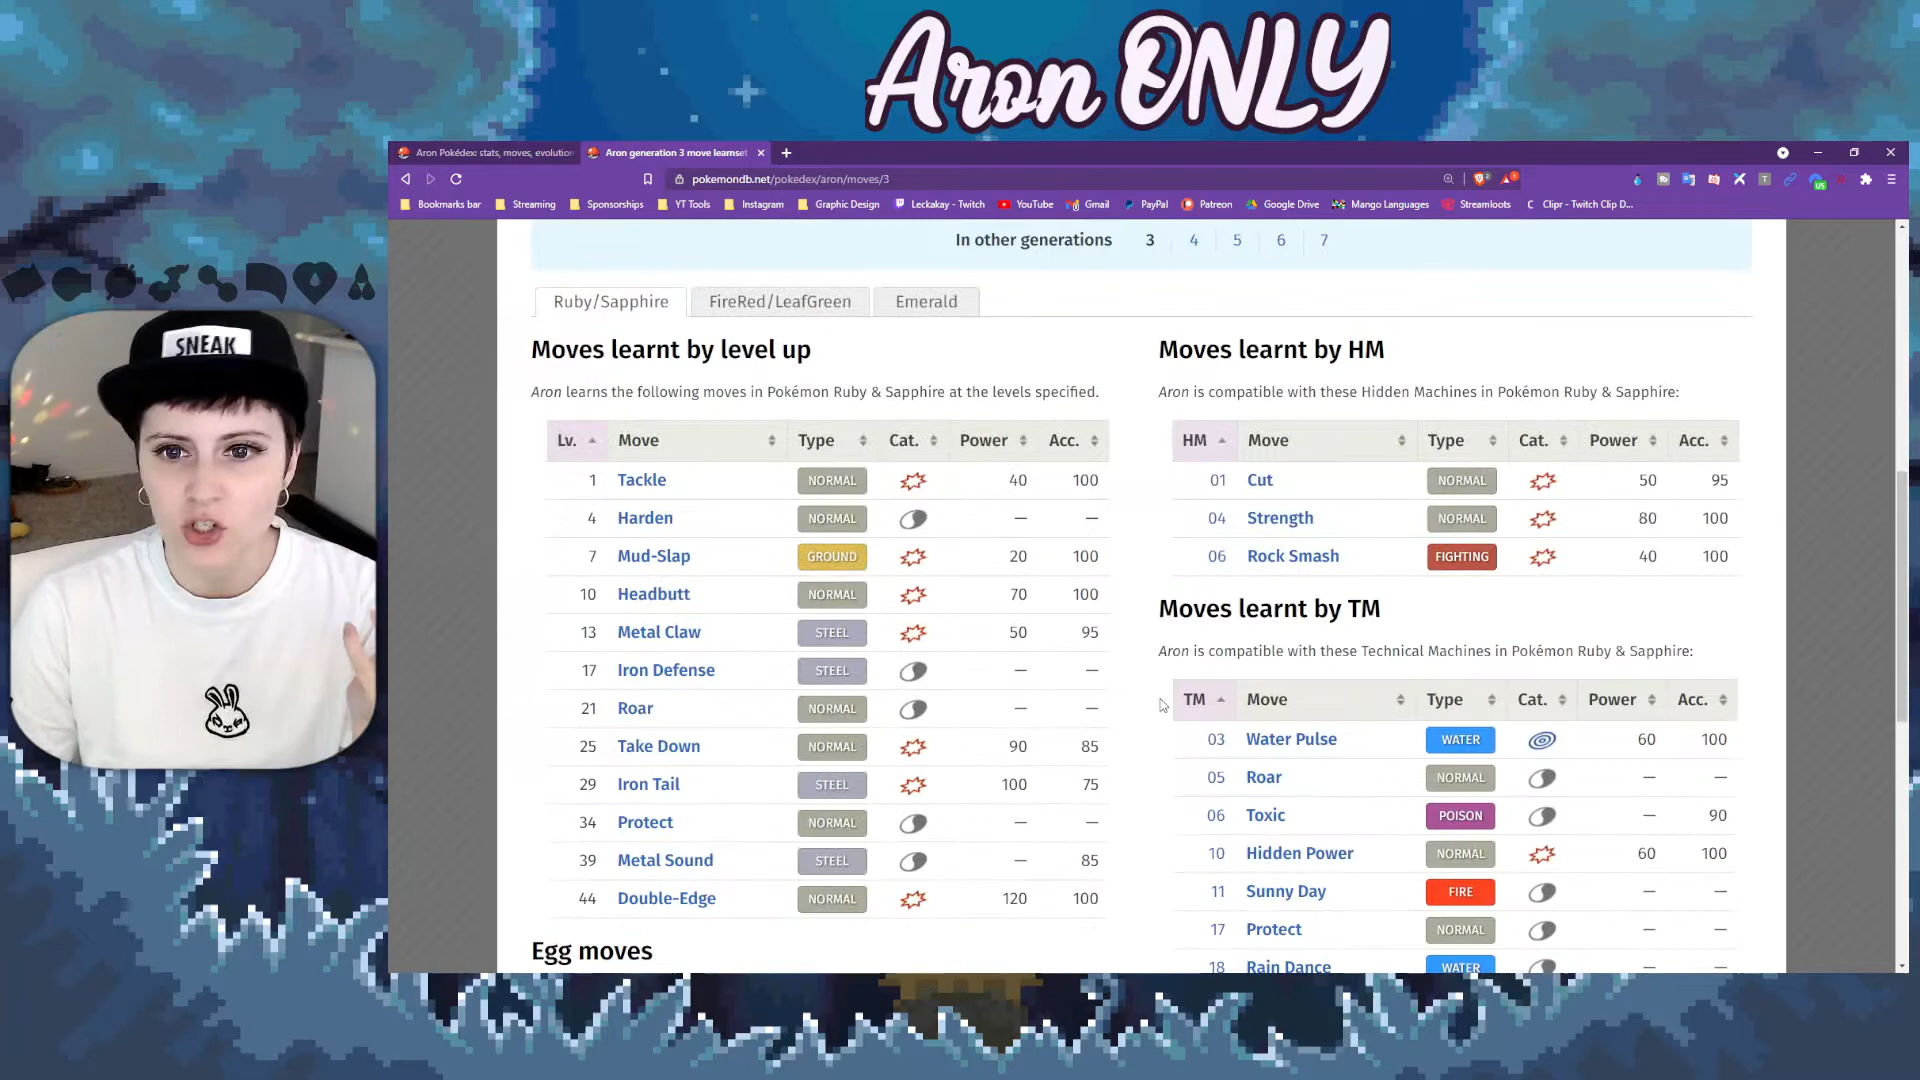 Aron ONLY
Aron Pokédex: stats, moves, evolution
Aron generation 3 move learnset
pokemondb.net/pokedex/aron/moves/3
Bookmarks bar Streaming Sponsorships YT Tools Instagram Graphic Design Leckakay - Twitch YouTube Gmail PayPal Patreon Google Drive Mango Languages Streamloots Clipr - Twitch Clip D...
In other generations 3 4 5 6 7
Ruby/Sapphire FireRed/LeafGreen Emerald
Moves learnt by level up
Aron learns the following moves in Pokémon Ruby & Sapphire at the levels specified.
Lv. Move Type Cat. Power Acc.
1 Tackle NORMAL 40 100
4 Harden NORMAL — —
7 Mud-Slap GROUND 20 100
10 Headbutt NORMAL 70 100
13 Metal Claw STEEL 50 95
17 Iron Defense STEEL — —
21 Roar NORMAL — —
25 Take Down NORMAL 90 85
29 Iron Tail STEEL 100 75
34 Protect NORMAL — —
39 Metal Sound STEEL — 85
44 Double-Edge NORMAL 120 100
Egg moves
Moves learnt by HM
Aron is compatible with these Hidden Machines in Pokémon Ruby & Sapphire:
HM Move Type Cat. Power Acc.
01 Cut NORMAL 50 95
04 Strength NORMAL 80 100
06 Rock Smash FIGHTING 40 100
Moves learnt by TM
Aron is compatible with these Technical Machines in Pokémon Ruby & Sapphire:
TM Move Type Cat. Power Acc.
03 Water Pulse WATER 60 100
05 Roar NORMAL — —
06 Toxic POISON — 90
10 Hidden Power NORMAL 60 100
11 Sunny Day FIRE — —
17 Protect NORMAL — —
18 Rain Dance WATER — —
SNEAK